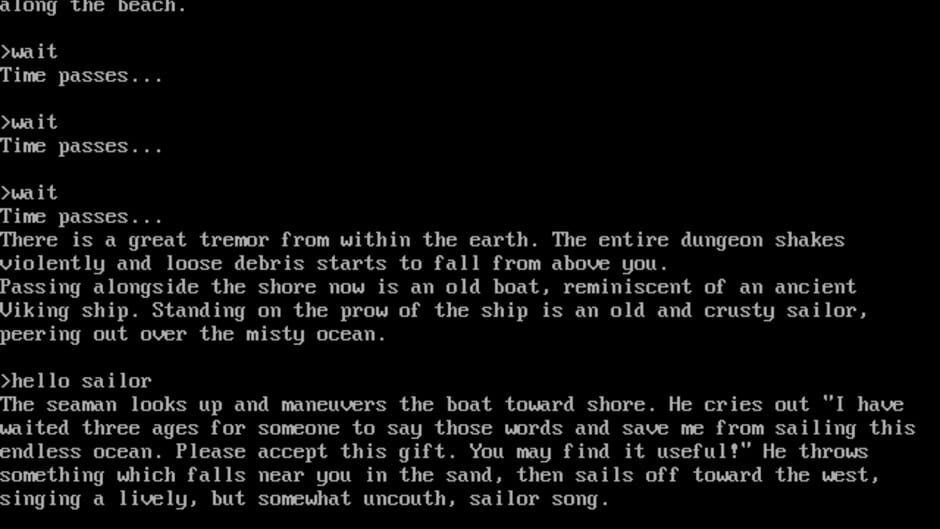 along the beach.
>wait
Time passes...
>wait
Time passes...
>wait
Time passes...
There is a great tremor from within the earth. The entire dungeon shakes
violently and loose debris starts to fall from above you.
Passing alongside the shore now is an old boat, reminiscent of an ancient
Viking ship. Standing on the prow of the ship is an old and crusty sailor,
peering out over the misty ocean.
>hello sailor
The seaman looks up and maneuvers the boat toward shore. He cries out "I have
waited three ages for someone to say those words and save me from sailing this
endless ocean. Please accept this gift. You may find it useful!" He throws
something which falls near you in the sand, then sails off toward the west,
singing a lively, but somewhat uncouth, sailor song.